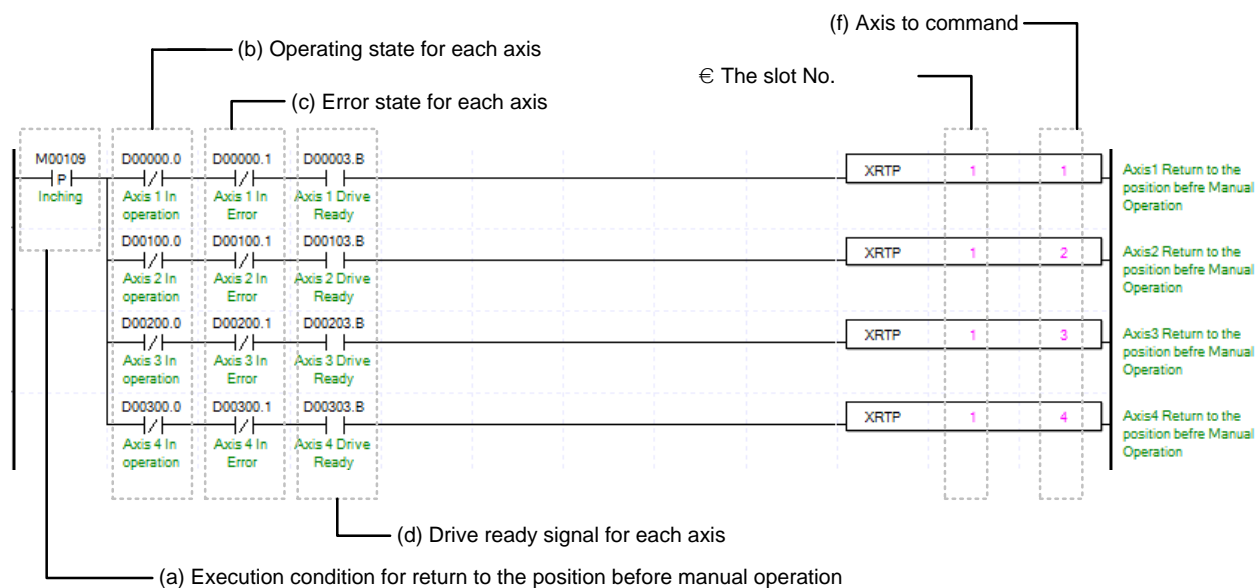 (f) Axis to command
(b) Operating state for each axis
€ The slot No.
(c) Error state for each axis
M00109 D00000.0 D00000.1 D00003.B
P
XRTP 1 1
Inching
Axis 1 In operation
Axis 1 In Error
Axis 1 Drive Ready
Axis1 Return to the
position befre Manual
Operation
D00100.0 D00100.1 D00103.B
XRTP 1 2
Axis 2 In operation
Axis 2 In Error
Axis 2 Drive Ready
Axis2 Return to the
position befre Manual
Operation
D00200.0 D00200.1 D00203.B
XRTP 1 3
Axis 3 In operation
Axis 3 In Error
Axis 3 Drive Ready
Axis3 Return to the
position befre Manual
Operation
D00300.0 D00300.1 D00303.B
XRTP 1 4
Axis 4 In operation
Axis 4 In Error
Axis 4 Drive Ready
Axis4 Return to the
position befre Manual
Operation
(d) Drive ready signal for each axis
(a) Execution condition for return to the position before manual operation